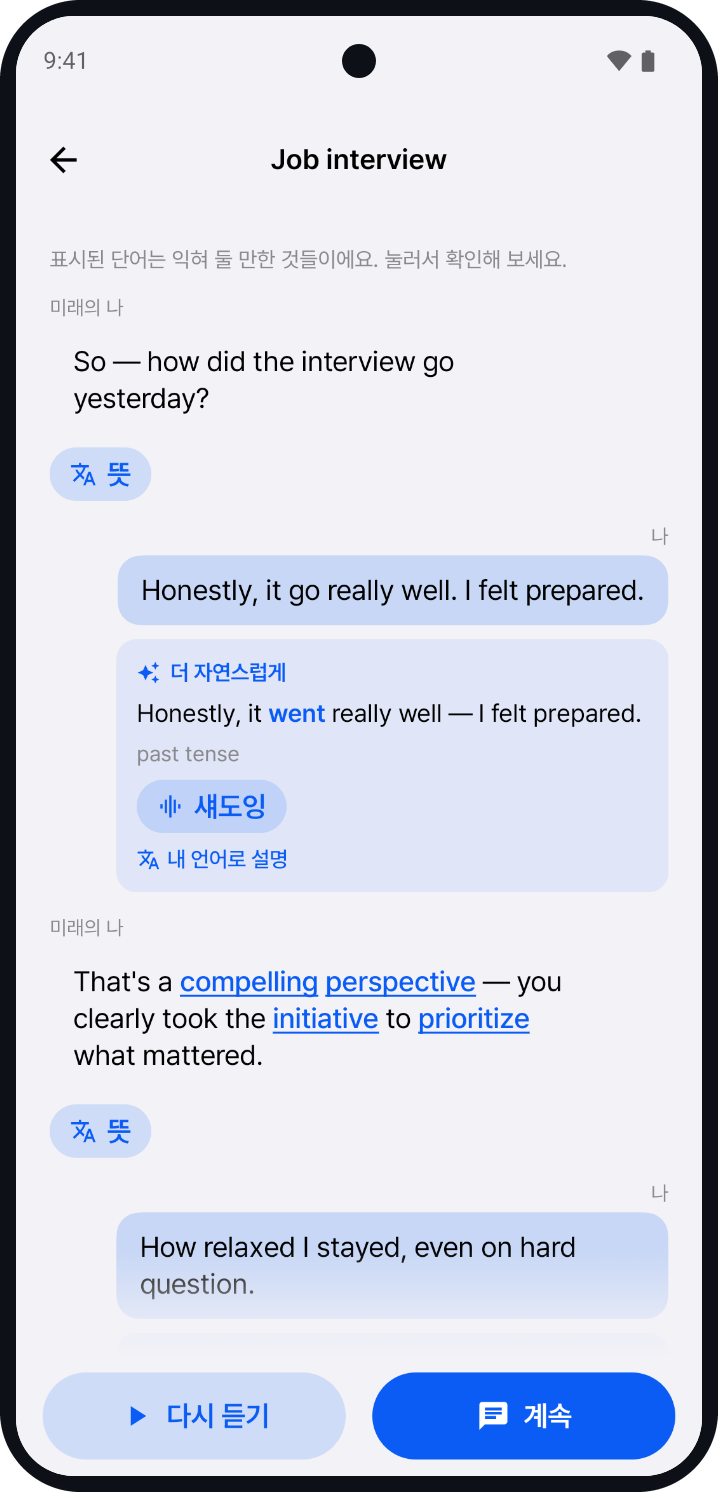 9:41
Job interview
표시된 단어는 익혀 둘 만한 것들이에요. 눌러서 확인해 보세요.
미래의 나
So — how did the interview go
yesterday?
뜻
나
Honestly, it go really well. I felt prepared.
더 자연스럽게
Honestly, it went really well — I felt prepared.
past tense
섀도잉
내 언어로 설명
미래의 나
That's a compelling perspective — you
clearly took the initiative to prioritize
what mattered.
뜻
나
How relaxed I stayed, even on hard
question.
다시 듣기
계속